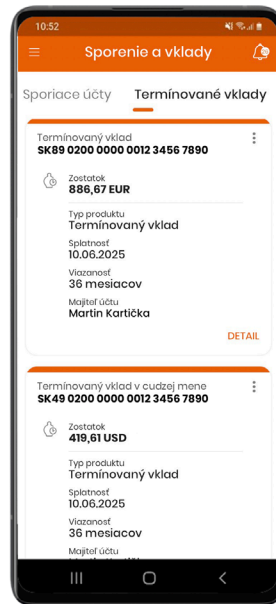 10:52
Sporenie a vklady
Sporiace účty Termínované vklady
Termínovaný vklad
SK89 0200 0000 0012 3456 7890
Zostatok
886,67 EUR
Typ produktu
Termínovaný vklad
Splatnosť
10.06.2025
Viazanosť
36 mesiacov
Majiteľ účtu
Martin Kartička
DETAIL
Termínovaný vklad v cudzej mene
SK49 0200 0000 0012 3456 7890
Zostatok
419,61 USD
Typ produktu
Termínovaný vklad
Splatnosť
10.06.2025
Viazanosť
36 mesiacov
Majiteľ účtu